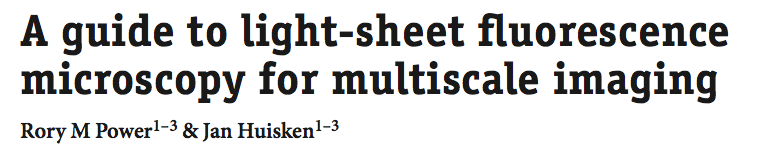 A guide to light-sheet fluorescence
microscopy for multiscale imaging
Rory M Power¹⁻³ & Jan Huisken¹⁻³